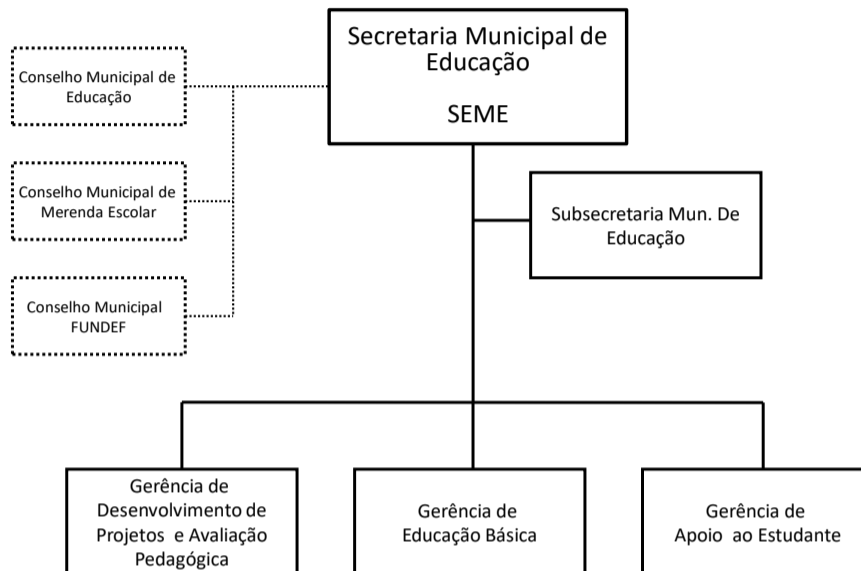 Secretaria Municipal de
Educação
SEME
Conselho Municipal de
Educação
Conselho Municipal de
Merenda Escolar
Conselho Municipal
FUNDEF
Subsecretaria Mun. De
Educação
Gerência de
Desenvolvimento de
Projetos e Avaliação
Pedagógica
Gerência de
Educação Básica
Gerência de
Apoio ao Estudante